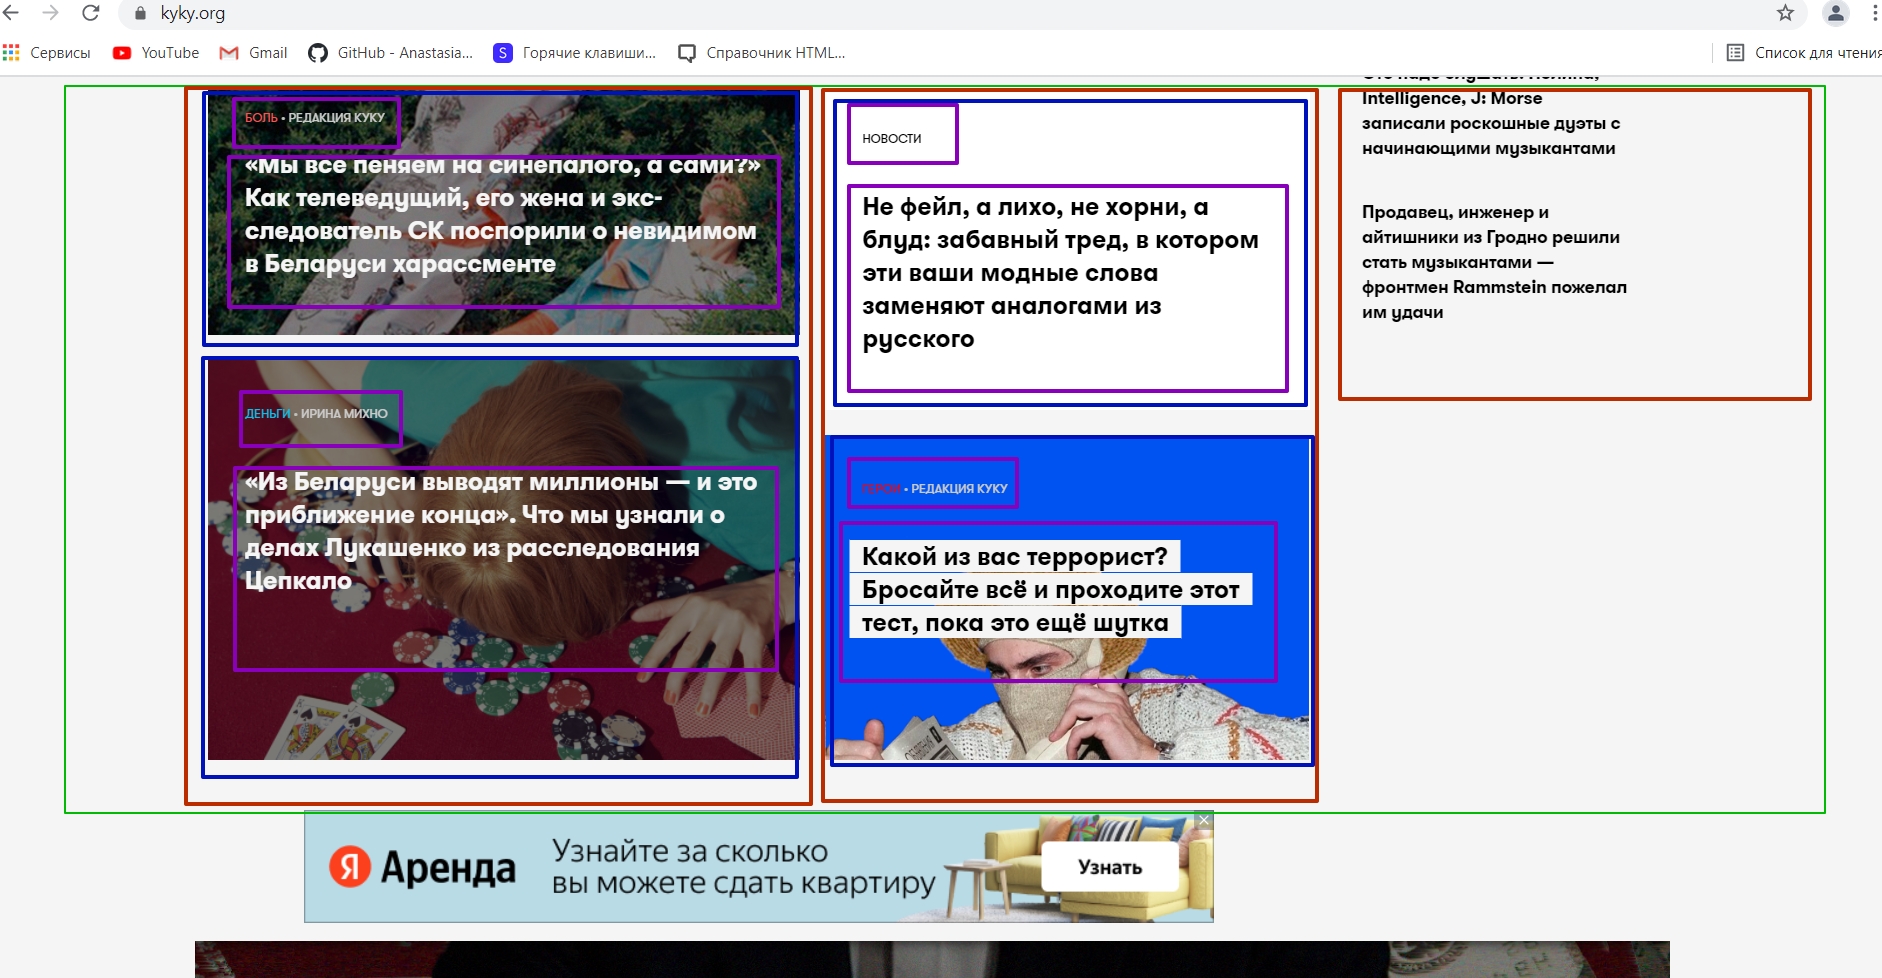 kyky.org
Сервисы
YouTube
Gmail
GitHub - Anastasia...
Горячие клавиши...
Справочник HTML...
Список для чтения
БОЛЬ • РЕДАКЦИЯ КУКУ
«Мы все пеняем на синепалого, а сами?»
Как телеведущий, его жена и экс-
следователь СК поспорили о невидимом
в Беларуси харассменте
ДЕНЬГИ • ИРИНА МИХНО
«Из Беларуси выводят миллионы — и это
приближение конца». Что мы узнали о
делах Лукашенко из расследования
Цепкало
НОВОСТИ
Не фейл, а лихо, не хорни, а
блуд: забавный тред, в котором
эти ваши модные слова
заменяют аналогами из
русского
ГЕРОИ • РЕДАКЦИЯ КУКУ
Какой из вас террорист?
Бросайте всё и проходите этот
тест, пока это ещё шутка
Intelligence, J: Morse
записали роскошные дуэты с
начинающими музыкантами
Продавец, инженер и
айтишники из Гродно решили
стать музыкантами —
фронтмен Rammstein пожелал
им удачи
Я Аренда
Узнайте за сколько
вы можете сдать квартиру
Узнать